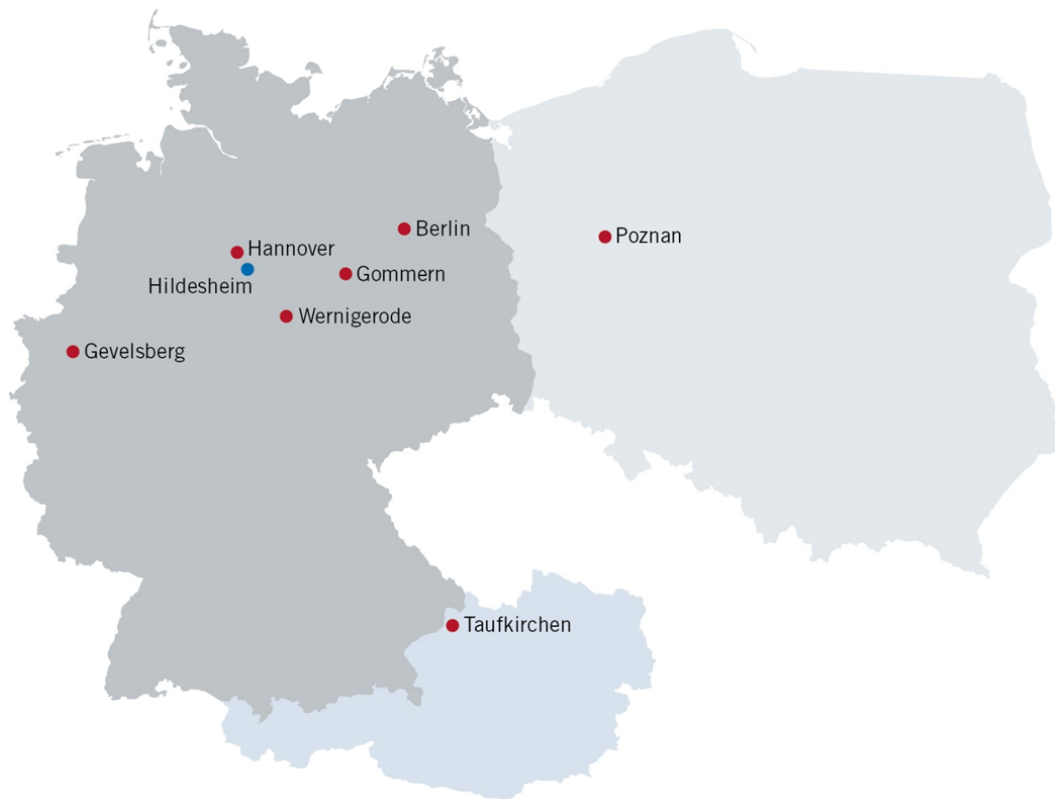 Berlin
Poznan
Hannover
Gommern
Hildesheim
Wernigerode
Gevelsberg
Taufkirchen